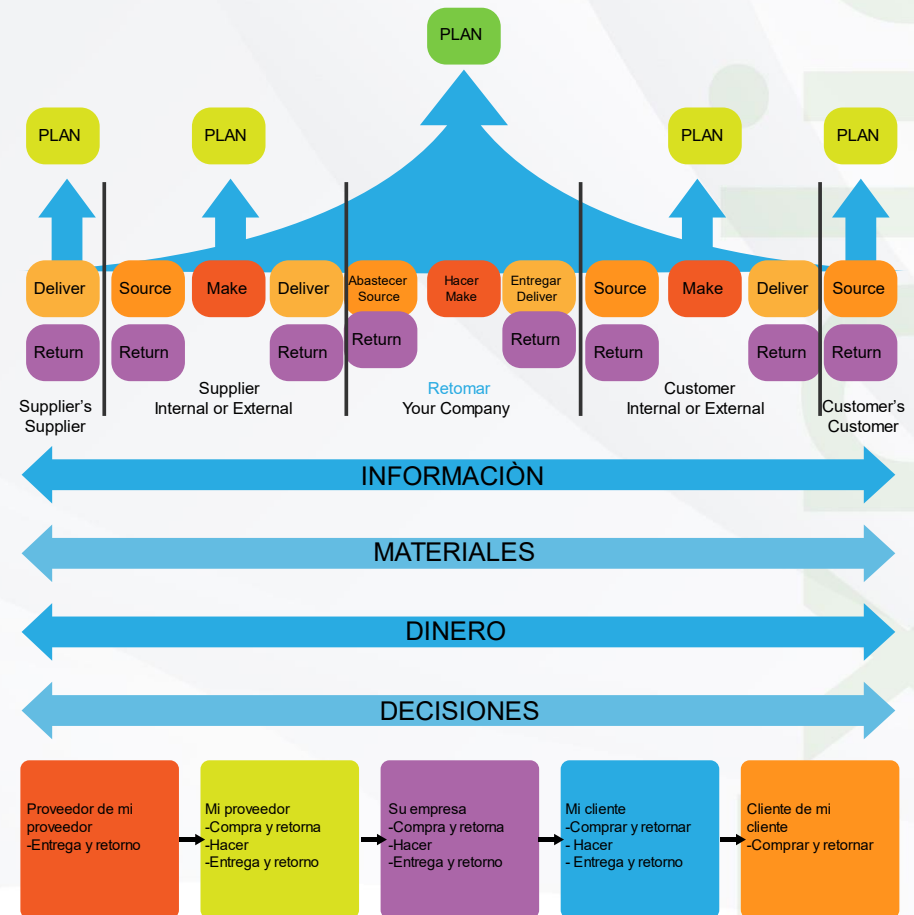 PLAN
PLAN
PLAN
PLAN
PLAN
Deliver
Source
Make
Deliver
Abastecer
Source
Hacer
Make
Entregar
Deliver
Source
Make
Deliver
Source
Return
Return
Return
Return
Return
Return
Return
Return
Supplier's
Supplier
Supplier
Internal or External
Retomar
Your Company
Customer
Internal or External
Customer's
Customer
INFORMACIÒN
MATERIALES
DINERO
DECISIONES
Proveedor de mi
proveedor
-Entrega y retorno
Mi proveedor
-Compra y retorna
-Hacer
-Entrega y retorno
Su empresa
-Compra y retorna
-Hacer
-Entrega y retorno
Mi cliente
-Comprar y retornar
- Hacer
- Entrega y retorno
Cliente de mi
cliente
-Comprar y retornar